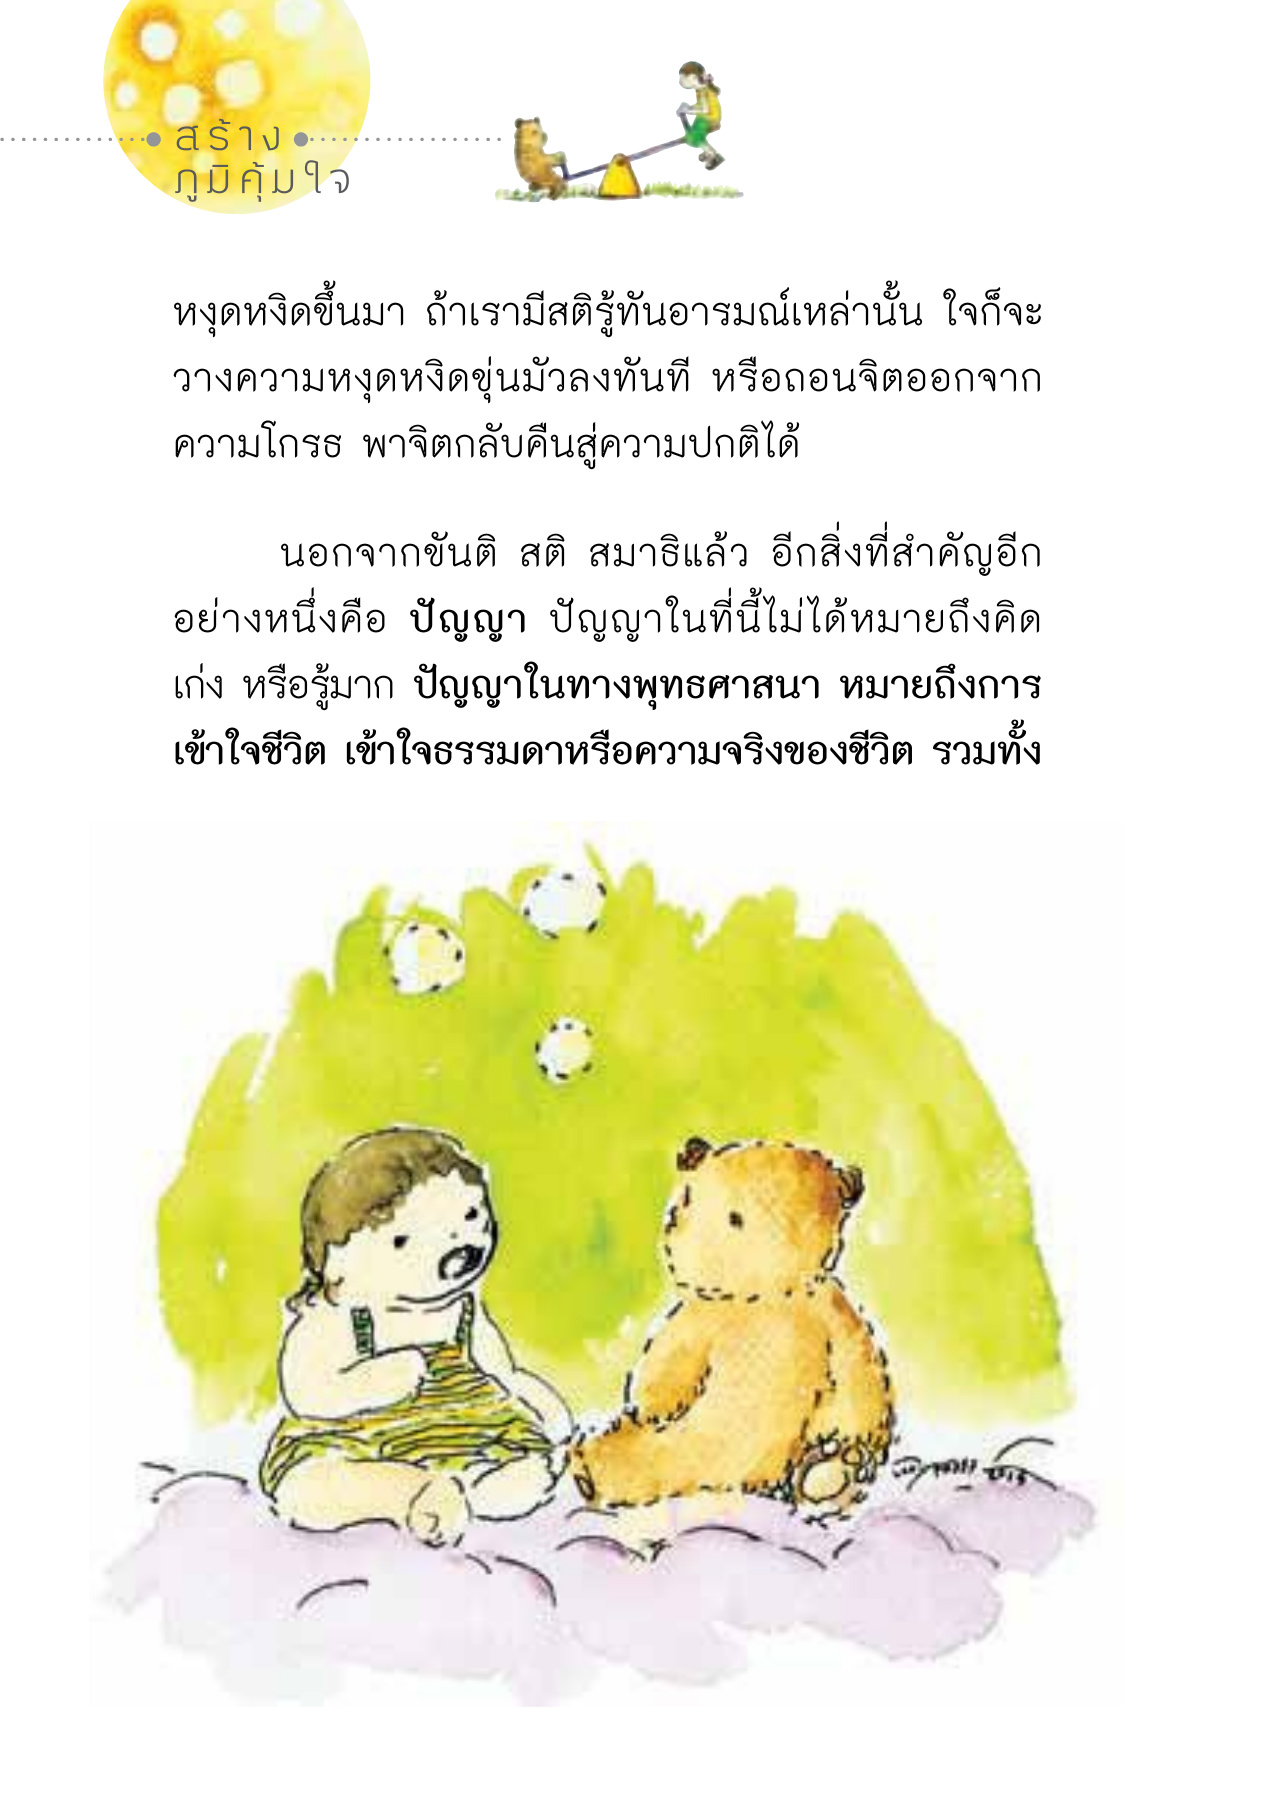 สร้าง
ภูมิคุ้มใจ
หงุดหงิดขึ้นมา ถ้าเรามีสติรู้ทันอารมณ์เหล่านั้น ใจก็จะ
วางความหงุดหงิดขุ่นมัวลงทันที หรือถอนจิตออกจาก
ความโกรธ พาจิตกลับคืนสู่ความปกติได้
นอกจากขันติ สติ สมาธิแล้ว อีกสิ่งที่สำคัญอีก
อย่างหนึ่งคือ ปัญญา ปัญญาในที่นี้ไม่ได้หมายถึงคิด
เก่ง หรือรู้มาก ปัญญาในทางพุทธศาสนา หมายถึงการ
เข้าใจชีวิต เข้าใจธรรมดาหรือความจริงของชีวิต รวมทั้ง